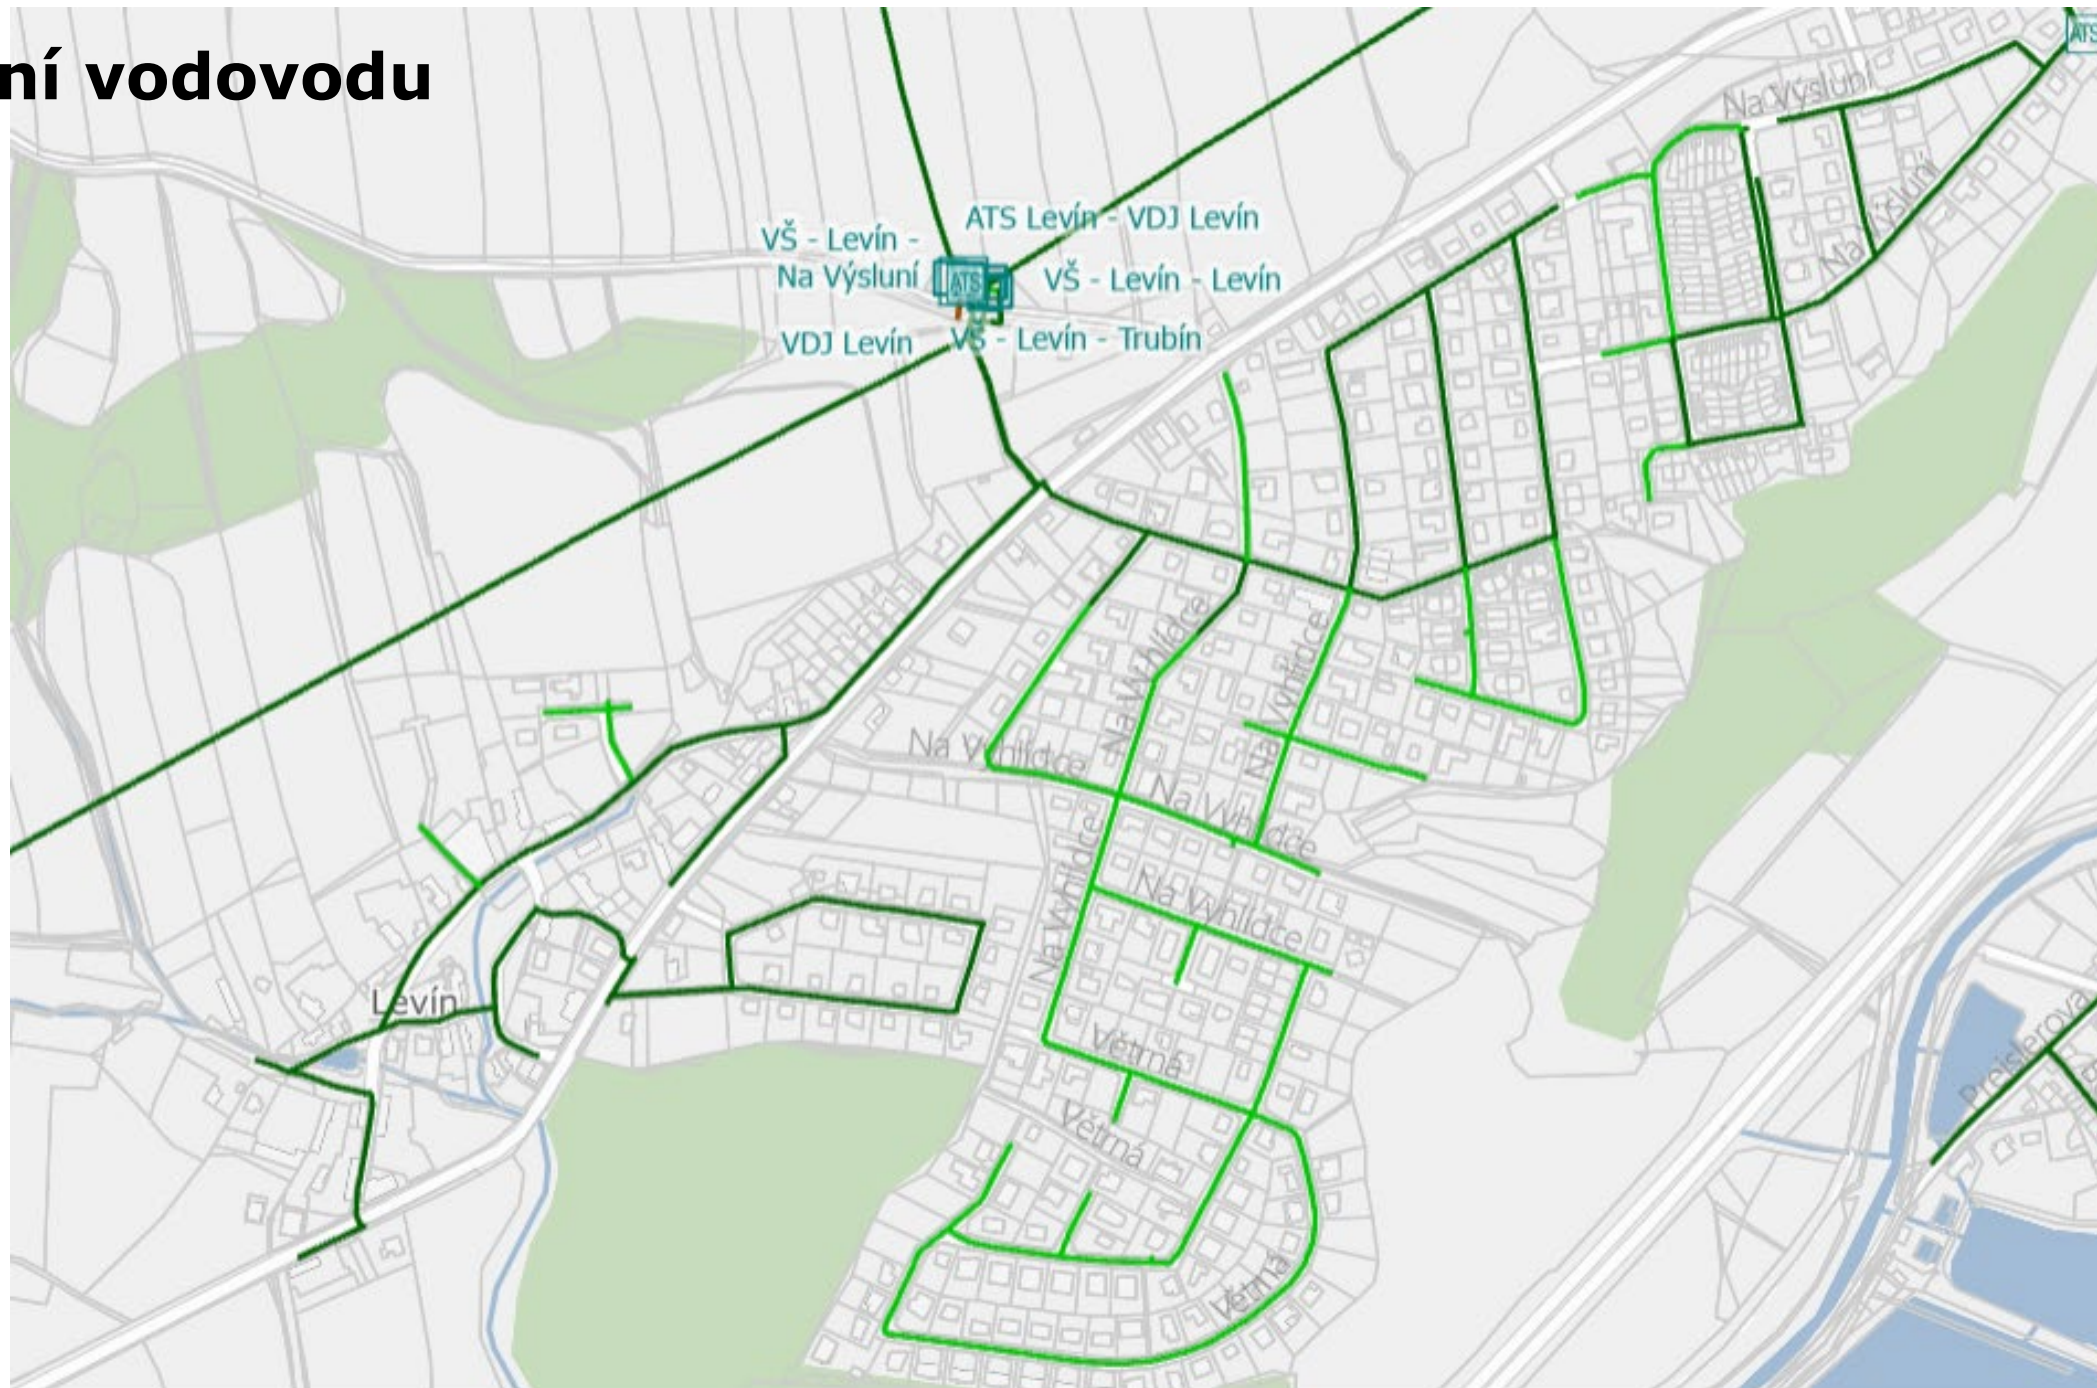 ní vodovodu
ATS
Na Výsluní
Na Výsluní
ATS Levín - VDJ Levín
VŠ - Levín -
Na Výsluní
ATS
VŠ - Levín - Levín
VDJ Levín
VŠ - Levín - Trubín
Na Vyhlídce
Na Vyhlídce
Na Vyhlídce
Na Vyhlídce
Na Vyhlídce
Na Vyhlídce
Levín
Větrná
Větrná
Větrná
Preislerova